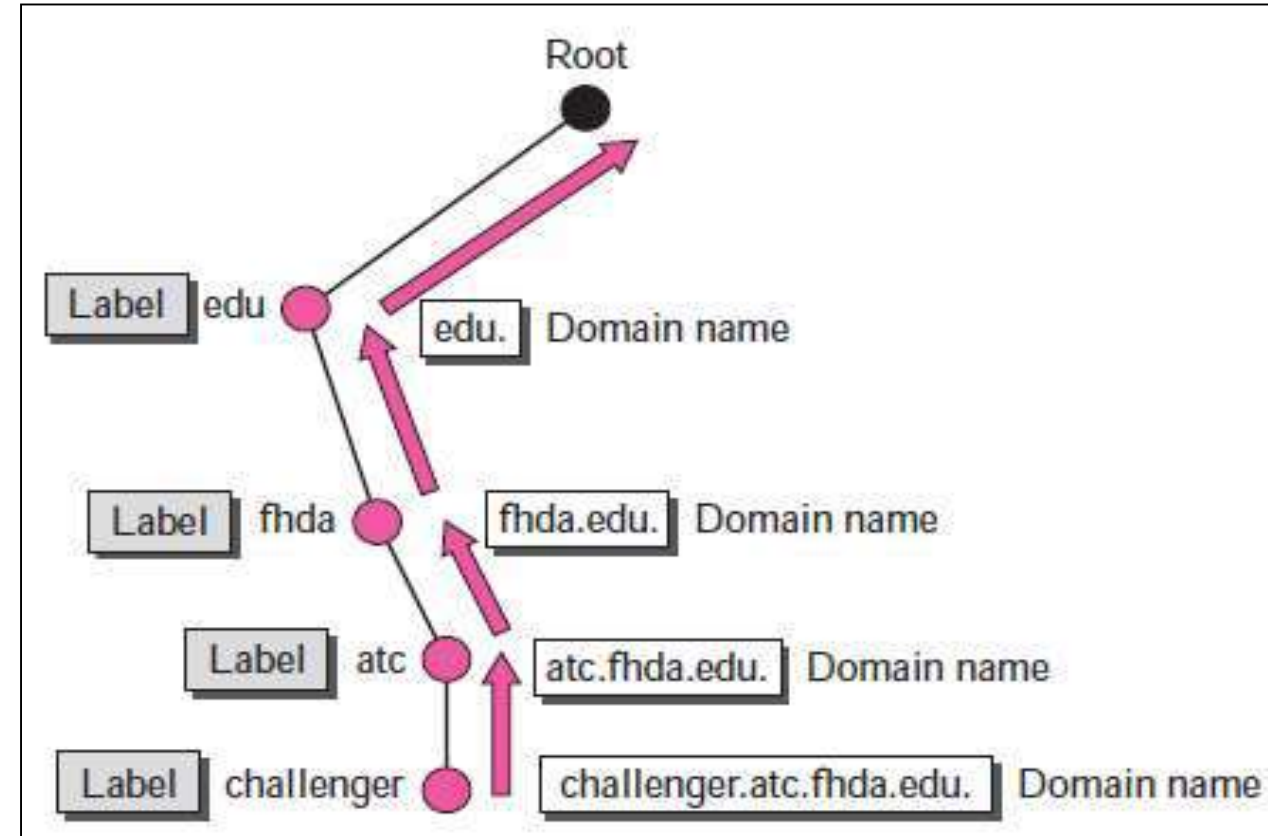 Root
Label edu
edu. Domain name
Label fhda fhda.edu. Domain name
Label atc atc.fhda.edu. Domain name
Label challenger challenger.atc.fhda.edu. Domain name